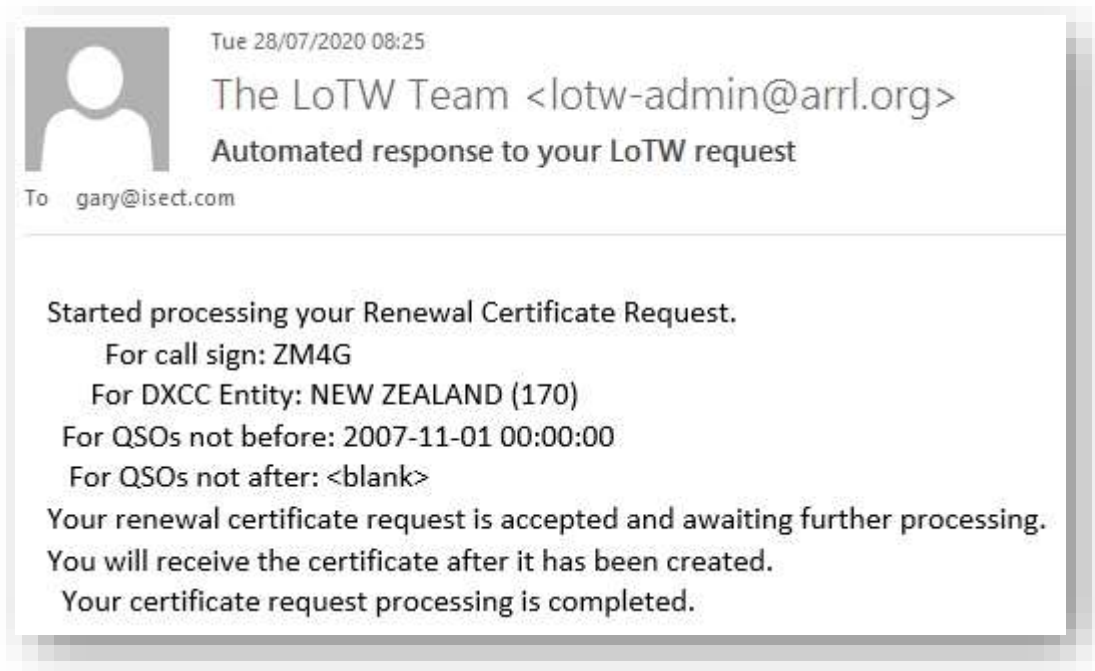 Tue 28/07/2020 08:25
The LoTW Team <lotw-admin@arrl.org>
Automated response to your LoTW request
To gary@isect.com
Started processing your Renewal Certificate Request.
For call sign: ZM4G
For DXCC Entity: NEW ZEALAND (170)
For QSOs not before: 2007-11-01 00:00:00
For QSOs not after: <blank>
Your renewal certificate request is accepted and awaiting further processing.
You will receive the certificate after it has been created.
Your certificate request processing is completed.